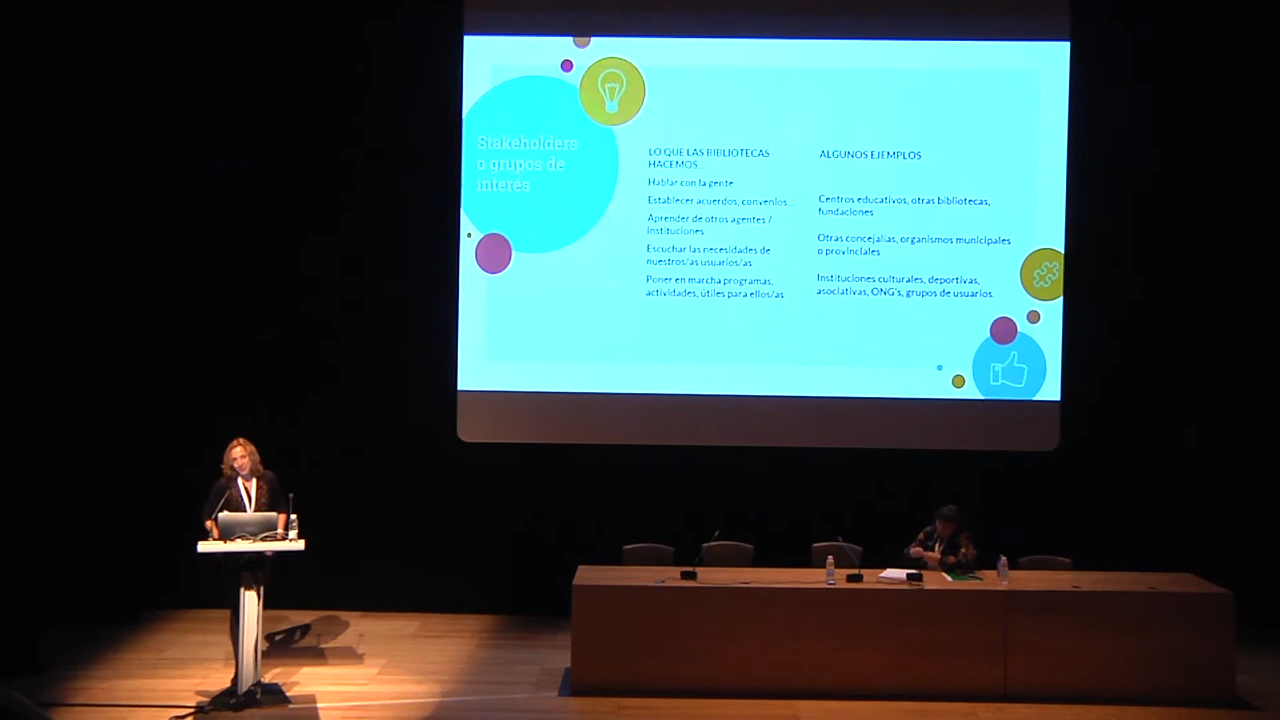 Stakeholders
o grupos de
interés
LO QUE LAS BIBLIOTECAS
HACEMOS...
Hablar con la gente
Establecer acuerdos, convenios...
Aprender de otros agentes /
instituciones
Escuchar las necesidades de
nuestros/as usuarios/as
Poner en marcha programas,
actividades, útiles para ellos/as
ALGUNOS EJEMPLOS
Centros educativos, otras bibliotecas,
fundaciones
Otras concejalías, organismos municipales
o provinciales
Instituciones culturales, deportivas,
asociativas, ONG's, grupos de usuarios.